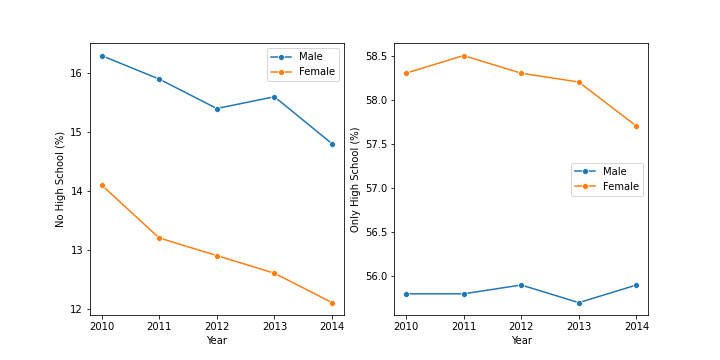 No High School (%)
16
15
14
13
12
Male
Female
2010 2011 2012 2013 2014
Year
Only High School (%)
58.5
58.0
57.5
57.0
56.5
56.0
Male
Female
2010 2011 2012 2013 2014
Year